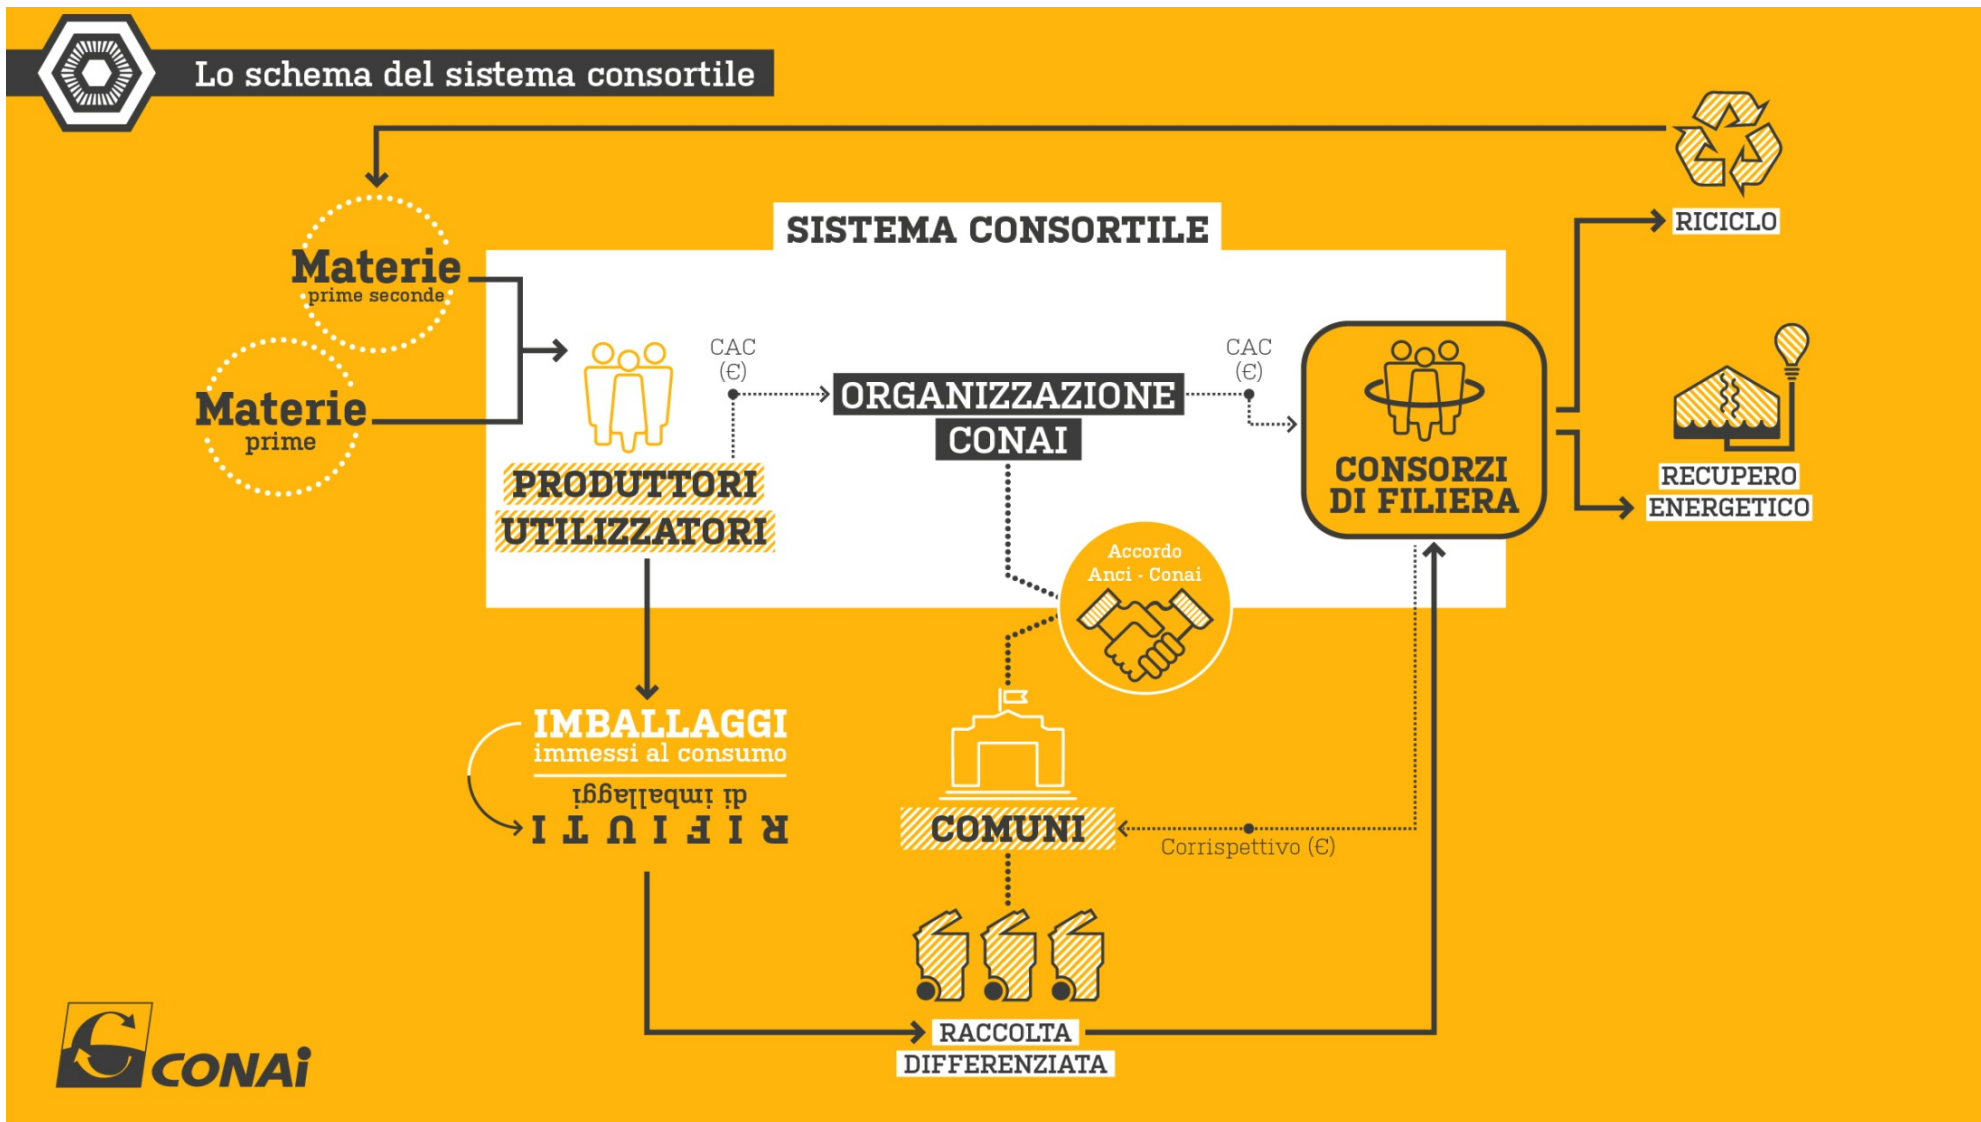 Lo schema del sistema consortile
RICICLO
SISTEMA CONSORTILE
Materie
prime seconde
CAC
(€)
CAC
(€)
Materie
prime
ORGANIZZAZIONE
CONAI
PRODUTTORI
UTILIZZATORI
CONSORZI
DI FILIERA
RECUPERO
ENERGETICO
Accordo
Anci - Conai
IMBALLAGGI
immessi al consumo
di imballaggi
RIFIUTI
COMUNI
Corrispettivo (€)
RACCOLTA
DIFFERENZIATA
CONAi